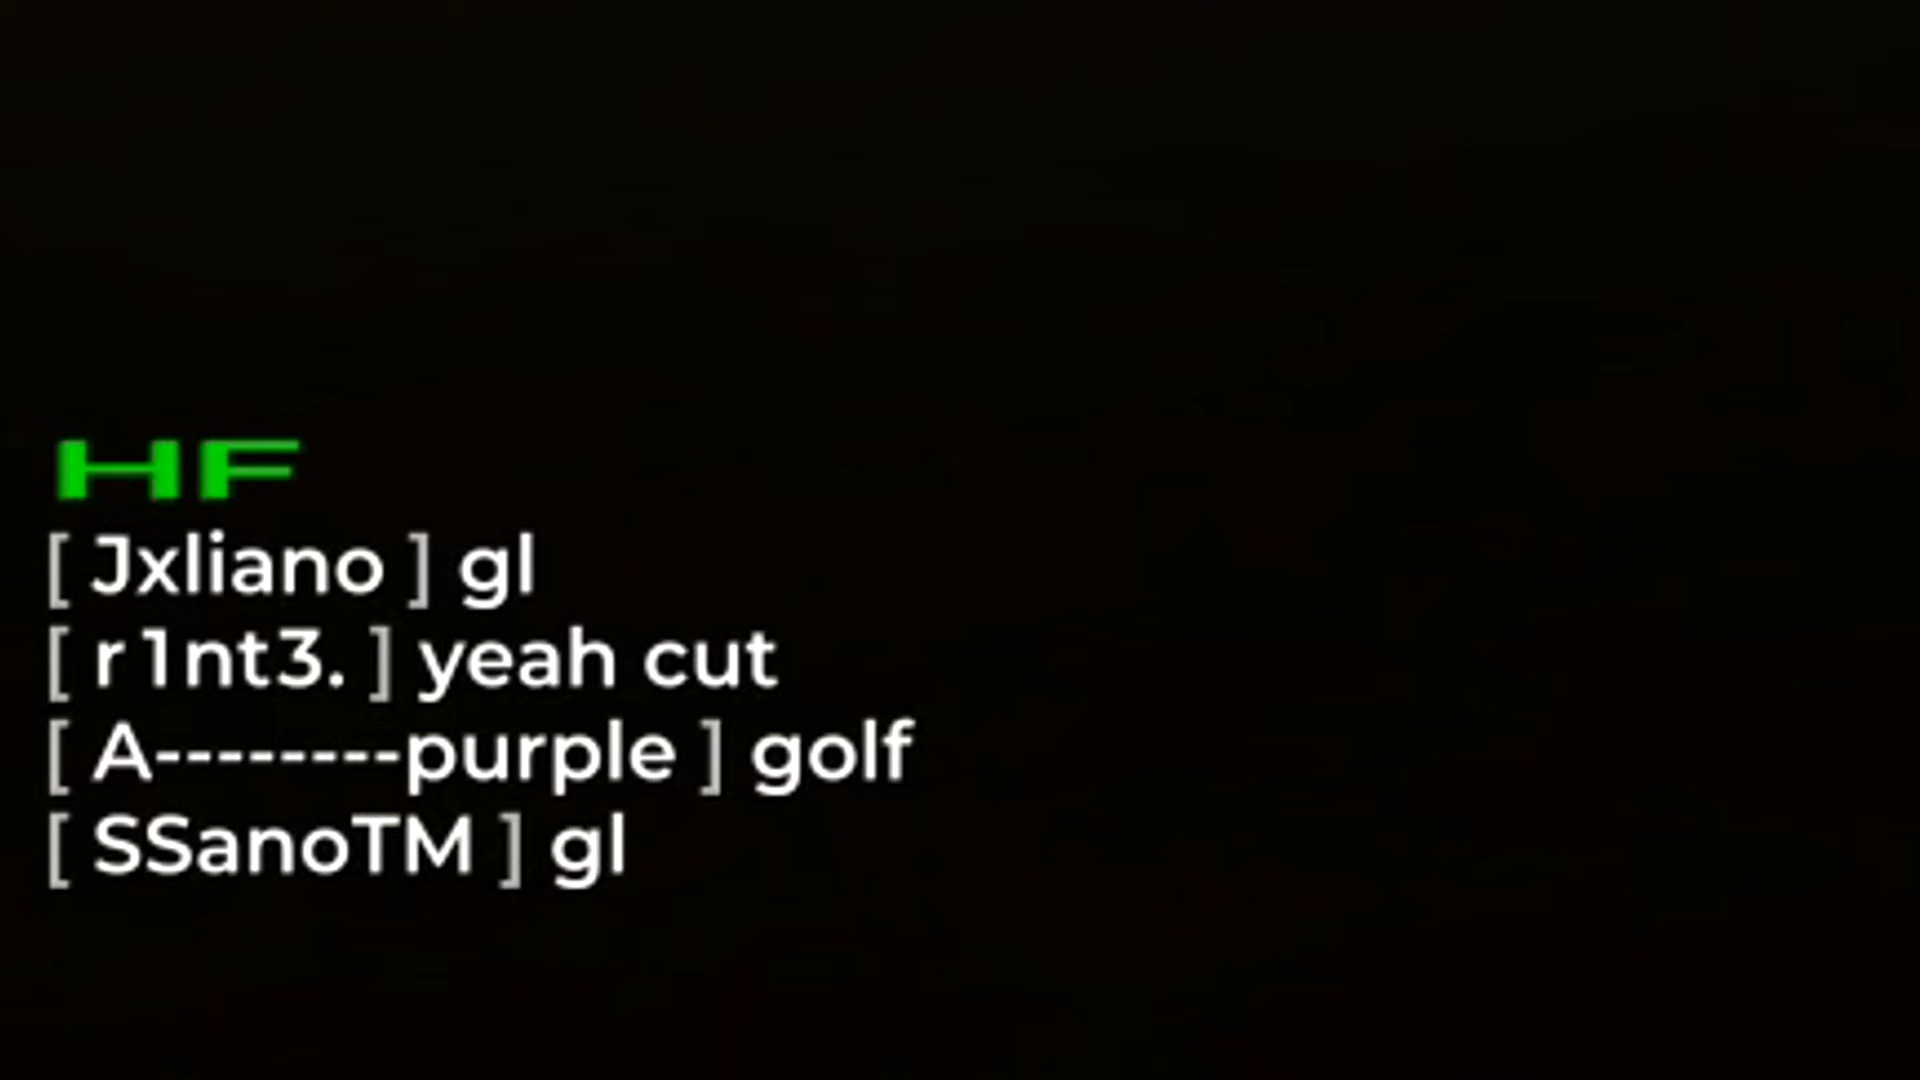 HF
[ Jxliano ] gl
[ r1nt3. ] yeah cut
[ A--------purple ] golf
[ SSanoTM ] gl